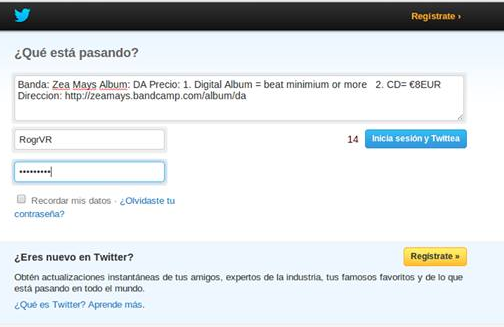 Regístrate ›
¿Qué está pasando?
Banda: Zea Mays Album: DA Precio: 1. Digital Album = beat minimium or more 2. CD= €8EUR
Direccion: http://zeamays.bandcamp.com/album/da
RogrVR
14 Inicia sesión y Twittea
•••••••••
Recordar mis datos · ¿Olvidaste tu
contraseña?
¿Eres nuevo en Twitter?
Regístrate »
Obtén actualizaciones instantáneas de tus amigos, expertos de la industria, tus famosos favoritos y de lo que
está pasando en todo el mundo.
¿Qué es Twitter? Aprende más.